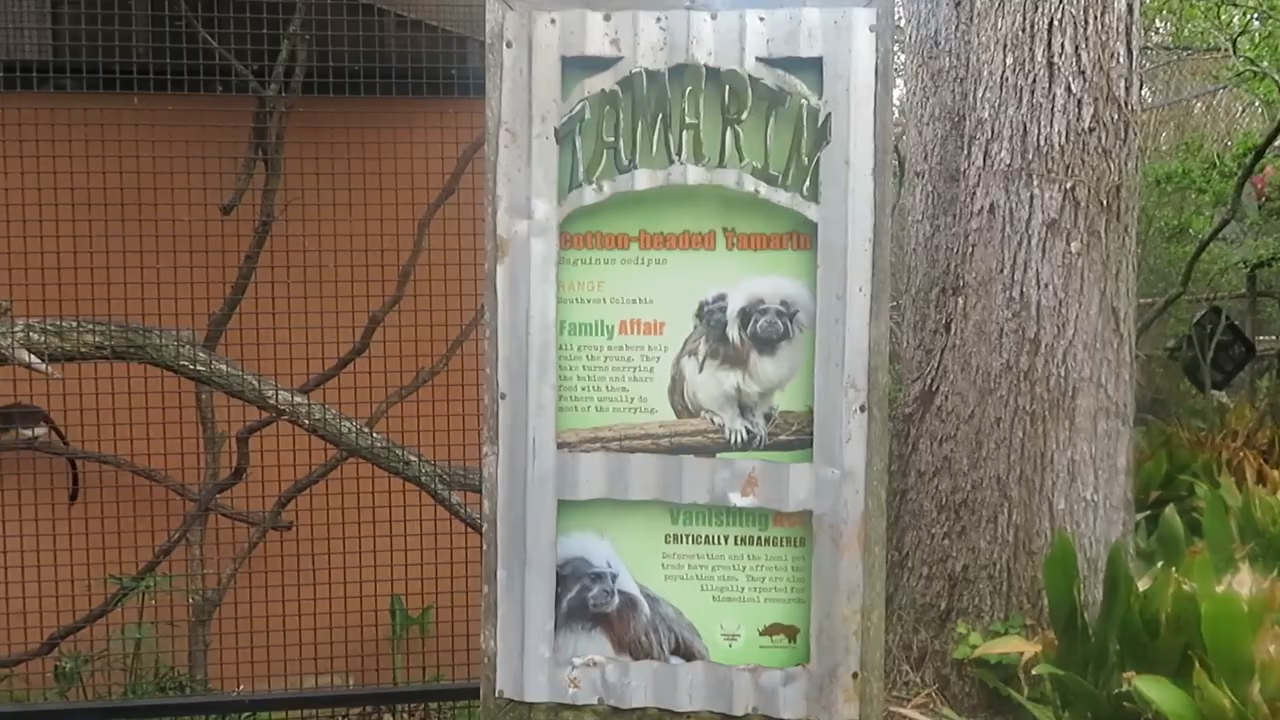 TAMARIN
Cotton-headed Tamarin
Saguinus oedipus
RANGE
Southwest Colombia
Family Affair
All group members help
raise the young. They
take turns carrying
the babies and share
food with them.
Fathers usually do
most of the carrying.
Vanishing
CRITICALLY ENDANGERED
Deforestation and the local pet
trade have greatly affected the
population size. They are also
illegally exported for
biomedical research.